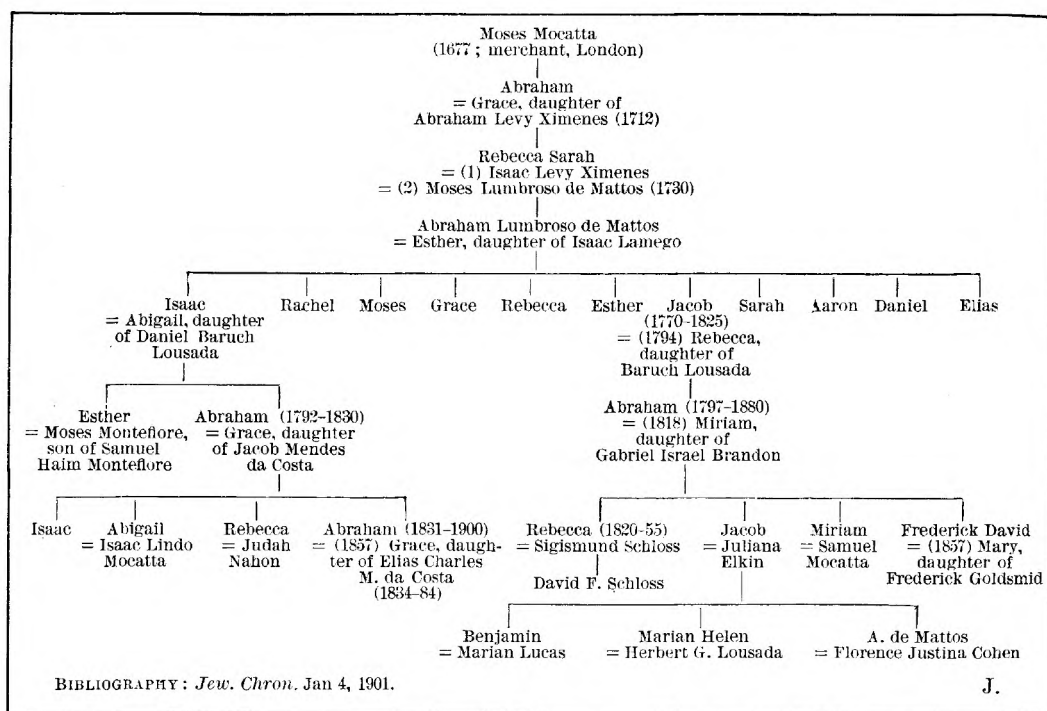 Moses Mocatta
(1677; merchant, London)
Abraham
= Grace, daughter of
Abraham Levy Ximenes (1712)
Rebecca Sarah
= (1) Isaac Levy Ximenes
= (2) Moses Lumbroso de Mattos (1730)
Abraham Lumbroso de Mattos
= Esther, daughter of Isaac Lamego
Isaac
= Abigail, daughter
of Daniel Baruch
Lousada
Rachel
Moses
Grace
Rebecca
Esther
Jacob
(1770-1825)
= (1794) Rebecca,
daughter of
Baruch Lousada
Sarah
Aaron
Daniel
Elias
Esther
= Moses Montefiore,
son of Samuel
Haim Montefiore
Abraham (1792-1830)
= Grace, daughter
of Jacob Mendes
da Costa
Abraham (1797-1880)
= (1818) Miriam,
daughter of
Gabriel Israel Brandon
Isaac
Abigail
= Isaac Lindo
Mocatta
Rebecca
= Judah
Nahon
Abraham (1831-1900)
= (1857) Grace, daugh-
ter of Elias Charles
M. da Costa
(1834-84)
Rebecca (1820-55)
= Sigismund Schloss
David F. Schloss
Jacob
= Juliana
Elkin
Miriam
= Samuel
Mocatta
Frederick David
= (1857) Mary,
daughter of
Frederick Goldsmid
Benjamin
= Marian Lucas
Marian Helen
= Herbert G. Lousada
A. de Mattos
= Florence Justina Cohen
BIBLIOGRAPHY: Jew. Chron. Jan 4, 1901.
J.